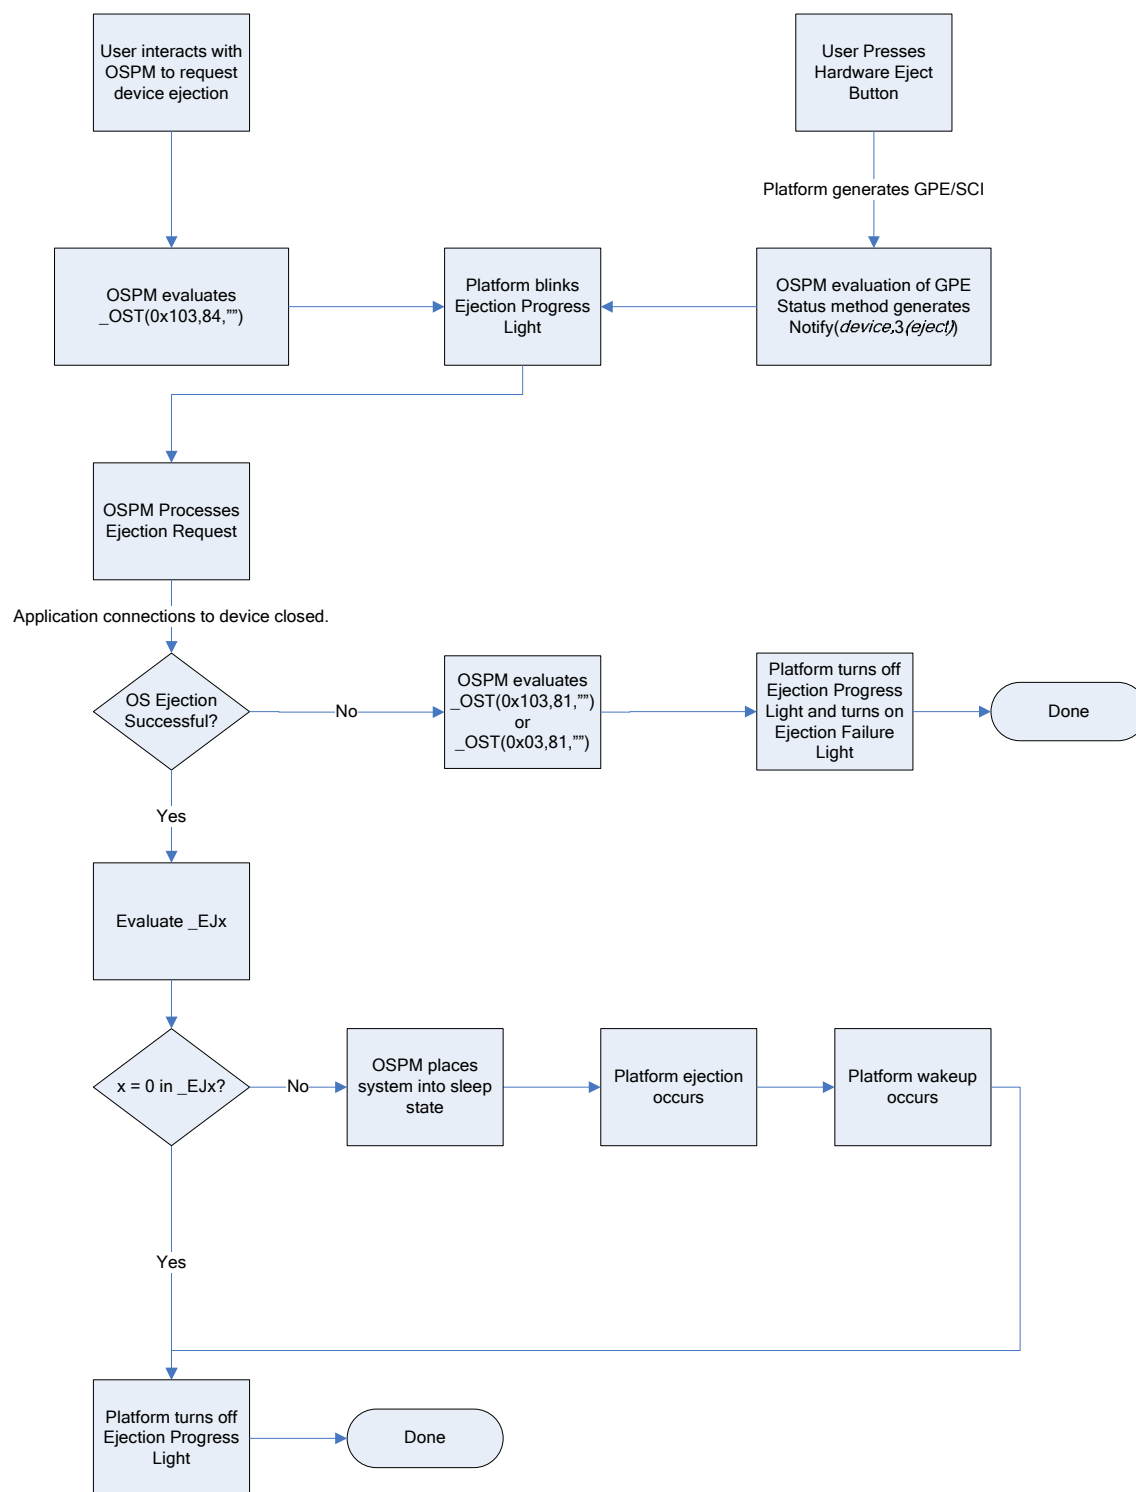 User interacts with
OSPM to request
device ejection
User Presses
Hardware Eject
Button
Platform generates GPE/SCI
OSPM evaluates
_OST(0x103,84,””)
Platform blinks
Ejection Progress
Light
OSPM evaluation of GPE
Status method generates
Notify(device,3(eject))
OSPM Processes
Ejection Request
Application connections to device closed.
OS Ejection
Successful?
No
OSPM evaluates
_OST(0x103,81,””)
or
_OST(0x03,81,””)
Platform turns off
Ejection Progress
Light and turns on
Ejection Failure
Light
Done
Yes
Evaluate _EJx
x = 0 in _EJx?
No
OSPM places
system into sleep
state
Platform ejection
occurs
Platform wakeup
occurs
Yes
Platform turns off
Ejection Progress
Light
Done